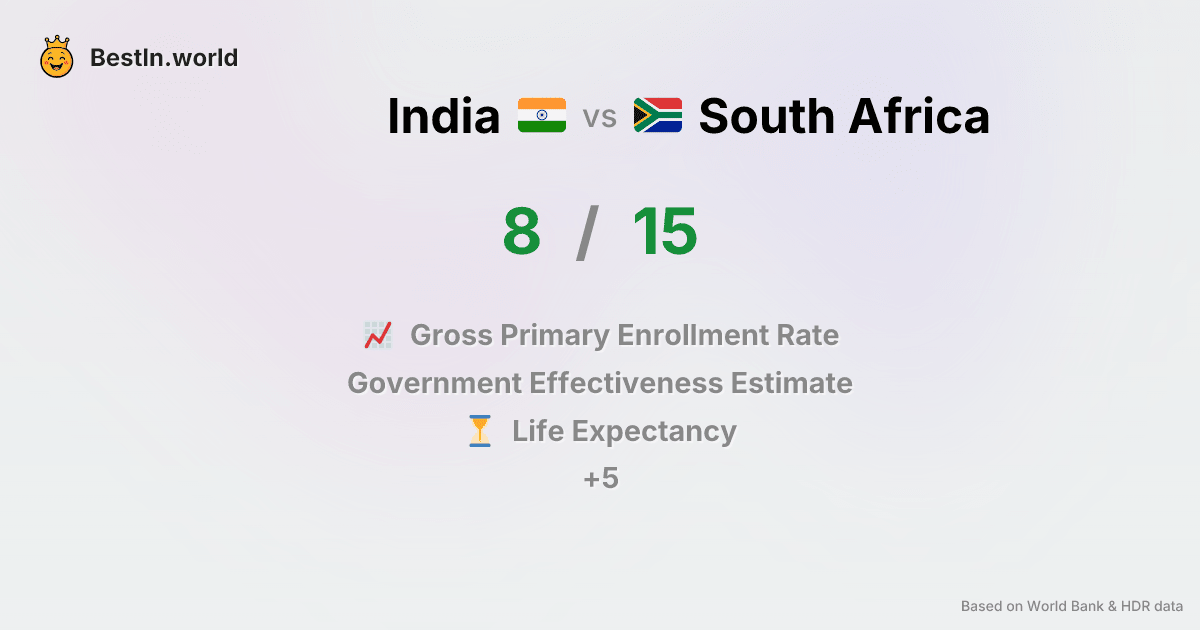 BestIn.world
India vs South Africa
8 / 15
Gross Primary Enrollment Rate
Government Effectiveness Estimate
Life Expectancy
+5
Based on World Bank & HDR data